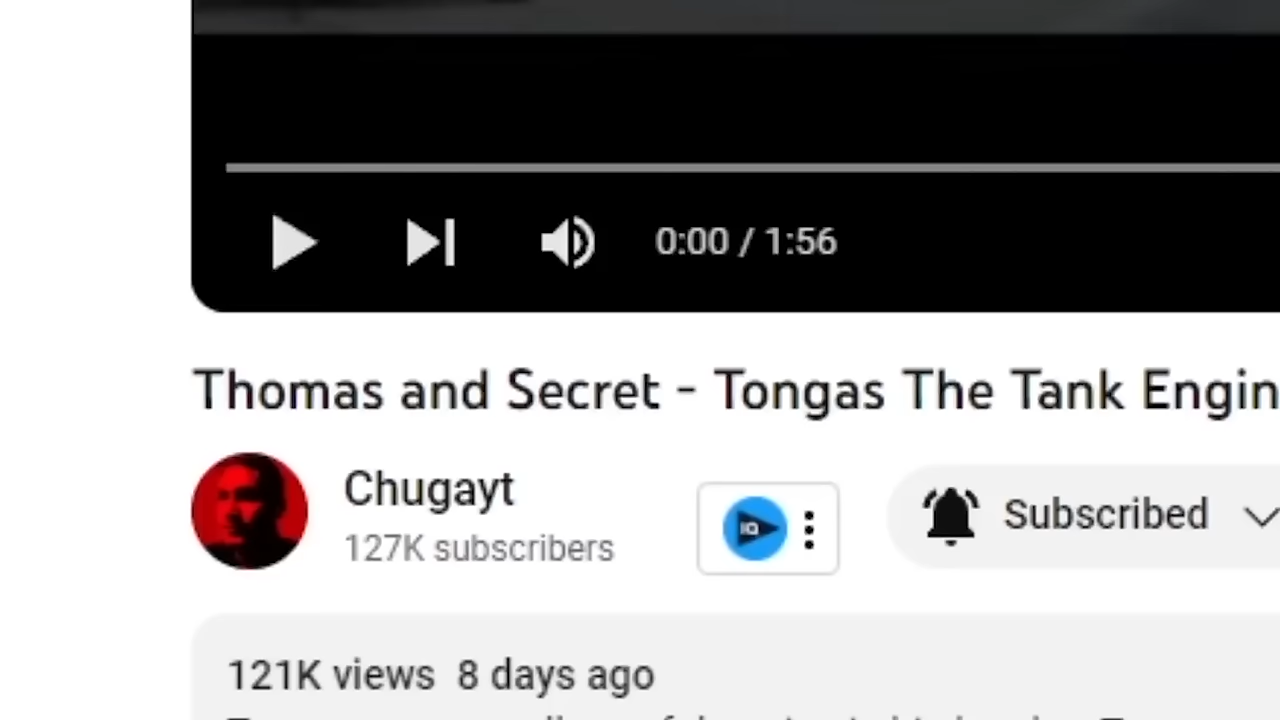 0:00 / 1:56
Thomas and Secret - Tongas The Tank Engin
Chugayt
127K subscribers
IQ
Subscribed
121K views 8 days ago